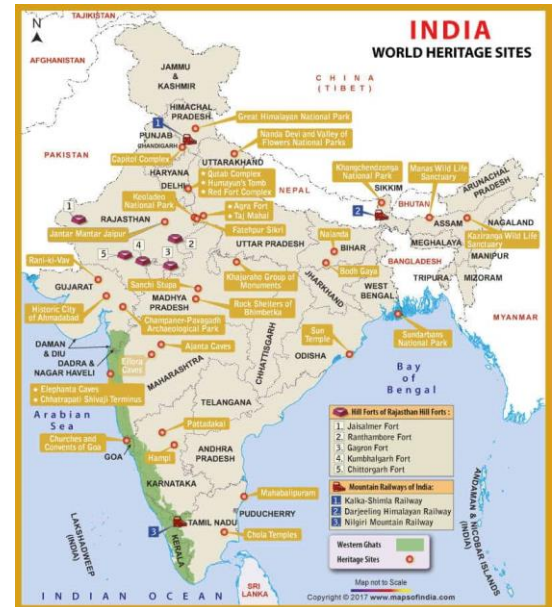 INDIA
WORLD HERITAGE SITES
N
TAJIKISTAN
AFGHANISTAN
JAMMU
&
KASHMIR
CHINA
(TIBET)
HIMACHAL
PRADESH
1
Great Himalayan National Park
PUNJAB
CHANDIGARH
Nanda Devi and Valley of
Flowers National Parks
Capitol Complex
UTTARAKHAND
PAKISTAN
HARYANA
Qutab Complex
Humayun's Tomb
Red Fort Complex
DELHI
Khangchendzonga
National Park
Manas Wild Life
Sanctuary
ARUNACHAL
PRADESH
NEPAL
SIKKIM
BHUTAN
Keoladeo
National Park
1
Agra Fort
Taj Mahal
2
ASSAM
NAGALAND
RAJASTHAN
Jantar Mantar Jaipur
Fatehpur Sikri
UTTAR PRADESH
Nalanda
BIHAR
MEGHALAYA
Kaziranga Wild Life
Sanctuary
4
2
5
3
MANIPUR
Rani-ki-Vav
Khajuraho Group of
Monuments
Bodh Gaya
BANGLADESH
TRIPURA
MIZORAM
GUJARAT
Sanchi Stupa
JHARKHAND
WEST
BENGAL
MADHYA
PRADESH
Historic City
of Ahmadabad
Rock Shelters of
Bhimbetka
MYANMAR
Champaner-Pavagadh
Archaeological Park
CHHATTISGARH
Sun
Temple
Sundarbans
National Park
DAMAN
& DIU
Ajanta Caves
ODISHA
DADRA &
NAGAR HAVELI
Ellora
Caves
MAHARASHTRA
Bay
of
Bengal
Elephanta Caves
Chhatrapati Shivaji Terminus
TELANGANA
Arabian
Sea
Pattadakal
Hill Forts of Rajasthan Hill Forts :
1. Jaisalmer Fort
2. Ranthambore Fort
3. Gagron Fort
4. Kumbhalgarh Fort
5. Chittorgarh Fort
Churches and
Convents of Goa
GOA
Hampi
ANDHRA
PRADESH
KARNATAKA
Mountain Railways of India:
1 Kalka-Shimla Railway
2 Darjeeling Himalayan Railway
3 Nilgiri Mountain Railway
Mahabalipuram
PUDUCHERRY
ANDAMAN & NICOBAR ISLANDS
(INDIA)
LAKSHADWEEP
(INDIA)
3
TAMIL NADU
KERALA
Chola Temples
Western Ghats
Heritage Sites
SRI
LANKA
Map not to Scale
INDIAN OCEAN
Copyright © 2017 www.mapsofindia.com